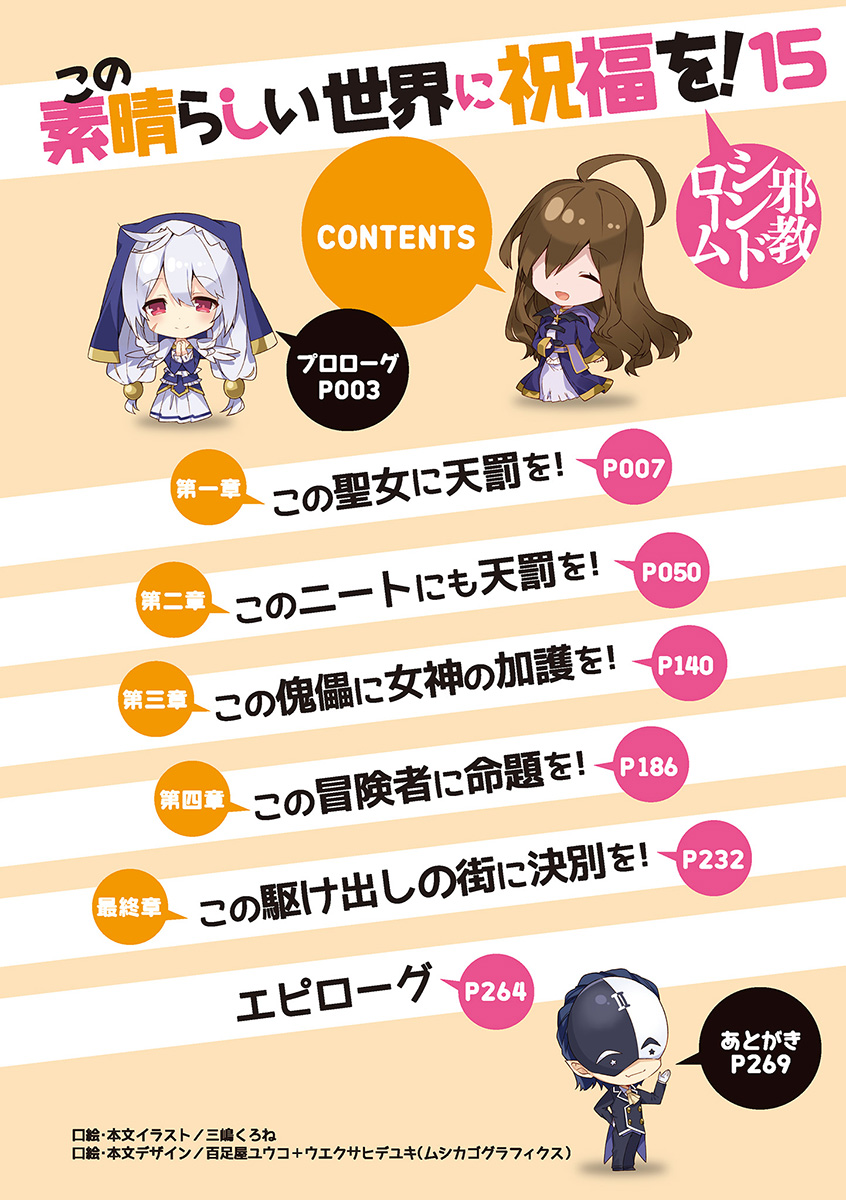 この
素晴らしい世界に祝福を!15
邪教
シンド
ローム
CONTENTS
プロローグ
P003
第一章 この聖女に天罰を! P007
第二章 このニートにも天罰を! P050
第三章 この傀儡に女神の加護を! P140
第四章 この冒険者に命題を! P186
最終章 この駆け出しの街に決別を! P232
エピローグ P264
II
あとがき
P269
口絵・本文イラスト/三嶋くろね
口絵・本文デザイン/百足屋ユウコ+ウエクサヒデユキ(ムシカゴグラフィクス)